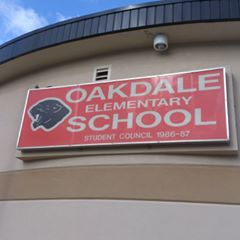 OAKDALE
ELEMENTARY
SCHOOL
STUDENT COUNCIL 1986-87